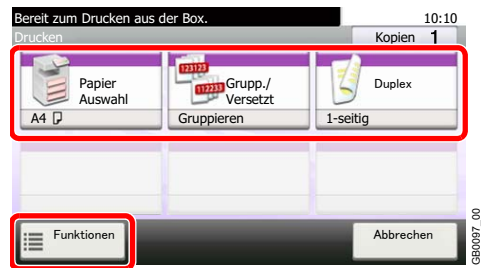 Bereit zum Drucken aus der Box.
10:10
Drucken
Kopien 1
Papier
Auswahl
A4
123123
112233
Grupp./
Versetzt
Gruppieren
Duplex
1-seitig
Funktionen
Abbrechen
GB0097_00